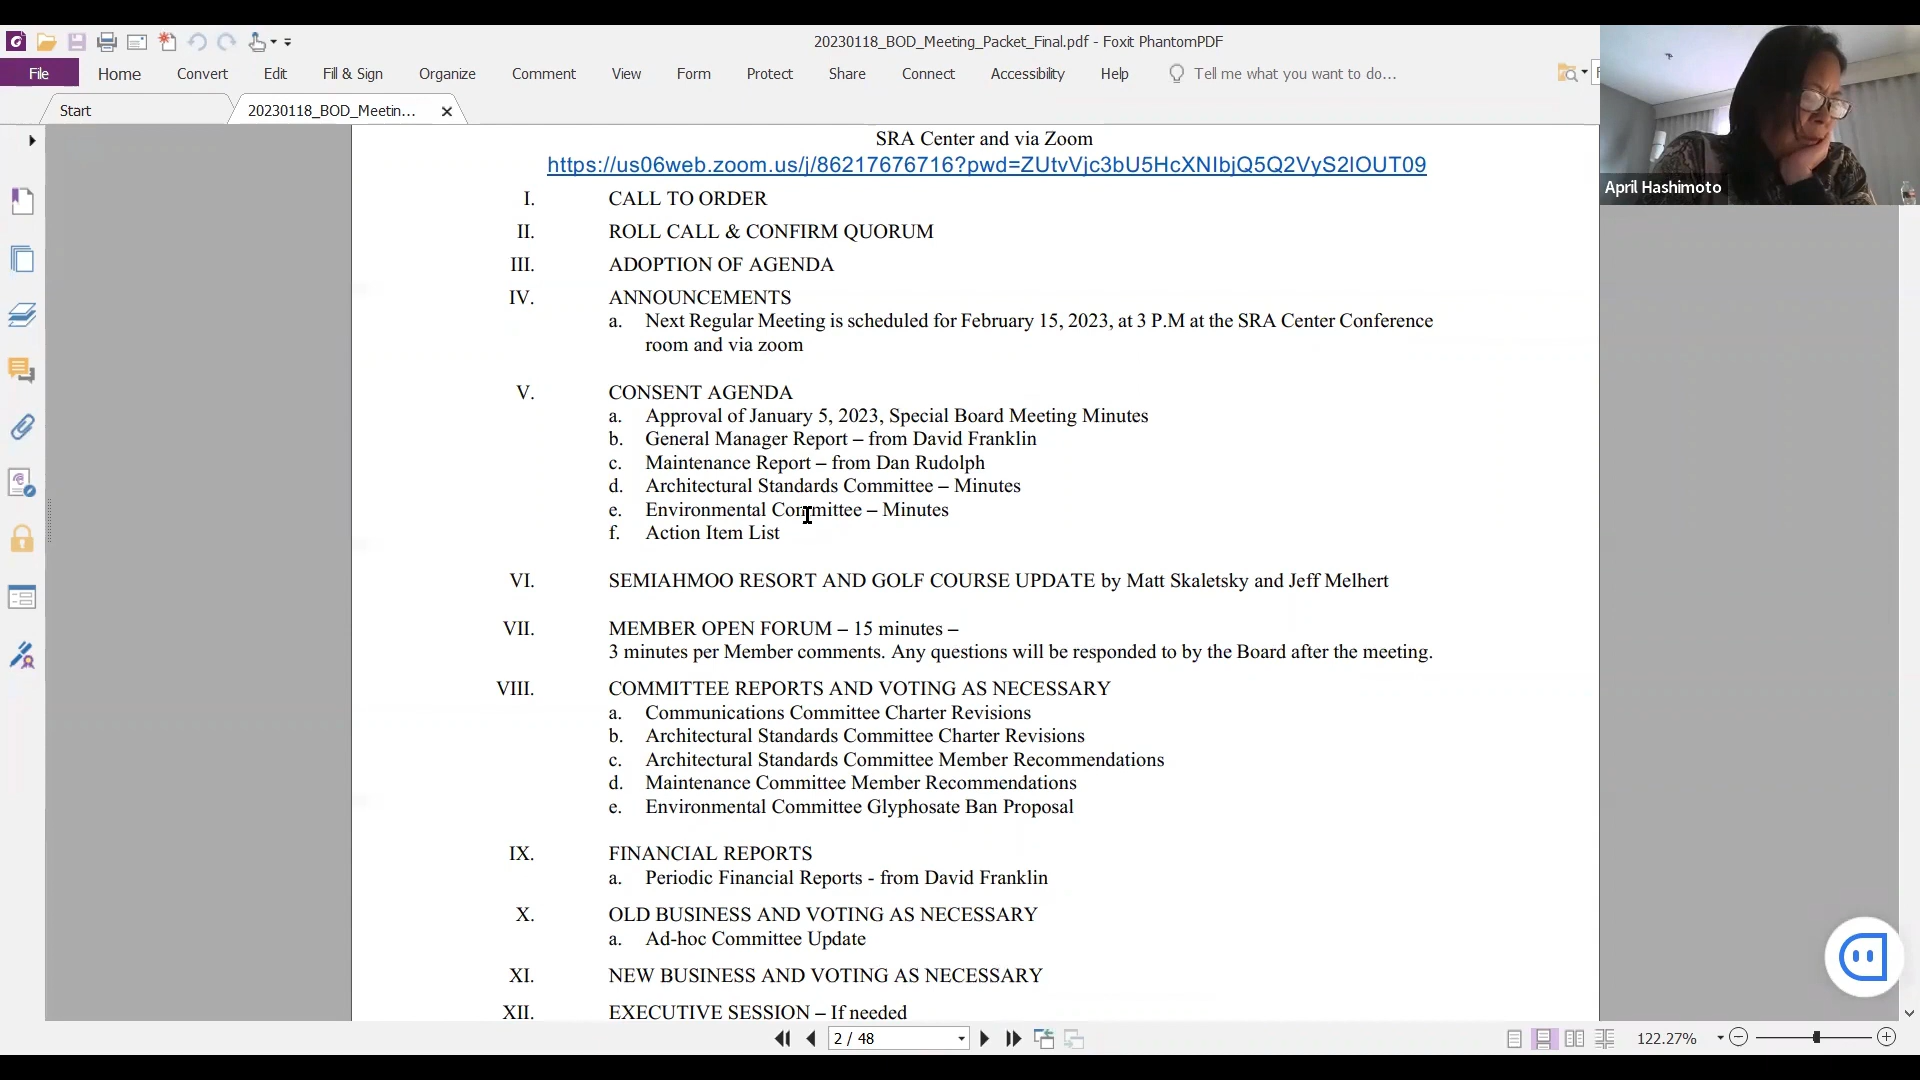 20230118_BOD_Meeting_Packet_Final.pdf - Foxit PhantomPDF
File Home Convert Edit Fill & Sign Organize Comment View Form Protect Share Connect Accessibility Help Tell me what you want to do...
Start 20230118_BOD_Meetin...
April Hashimoto
SRA Center and via Zoom
https://us06web.zoom.us/j/86217676716?pwd=ZUtvVjc3bU5HcXNIbjQ5Q2VyS2lOUT09
I. CALL TO ORDER
II. ROLL CALL & CONFIRM QUORUM
III. ADOPTION OF AGENDA
IV. ANNOUNCEMENTS
a. Next Regular Meeting is scheduled for February 15, 2023, at 3 P.M at the SRA Center Conference
room and via zoom
V. CONSENT AGENDA
a. Approval of January 5, 2023, Special Board Meeting Minutes
b. General Manager Report – from David Franklin
c. Maintenance Report – from Dan Rudolph
d. Architectural Standards Committee – Minutes
e. Environmental Committee – Minutes
f. Action Item List
VI. SEMIAHMOO RESORT AND GOLF COURSE UPDATE by Matt Skaletsky and Jeff Melhert
VII. MEMBER OPEN FORUM – 15 minutes –
3 minutes per Member comments. Any questions will be responded to by the Board after the meeting.
VIII. COMMITTEE REPORTS AND VOTING AS NECESSARY
a. Communications Committee Charter Revisions
b. Architectural Standards Committee Charter Revisions
c. Architectural Standards Committee Member Recommendations
d. Maintenance Committee Member Recommendations
e. Environmental Committee Glyphosate Ban Proposal
IX. FINANCIAL REPORTS
a. Periodic Financial Reports - from David Franklin
X. OLD BUSINESS AND VOTING AS NECESSARY
a. Ad-hoc Committee Update
XI. NEW BUSINESS AND VOTING AS NECESSARY
XII. EXECUTIVE SESSION – If needed
2 / 48
122.27%